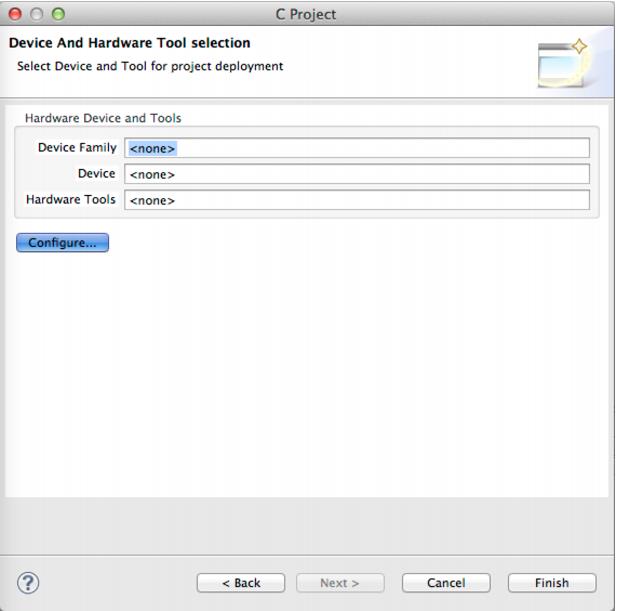 C Project
Device And Hardware Tool selection
Select Device and Tool for project deployment
Hardware Device and Tools
Device Family <none>
Device <none>
Hardware Tools <none>
Configure...
?
< Back Next > Cancel Finish